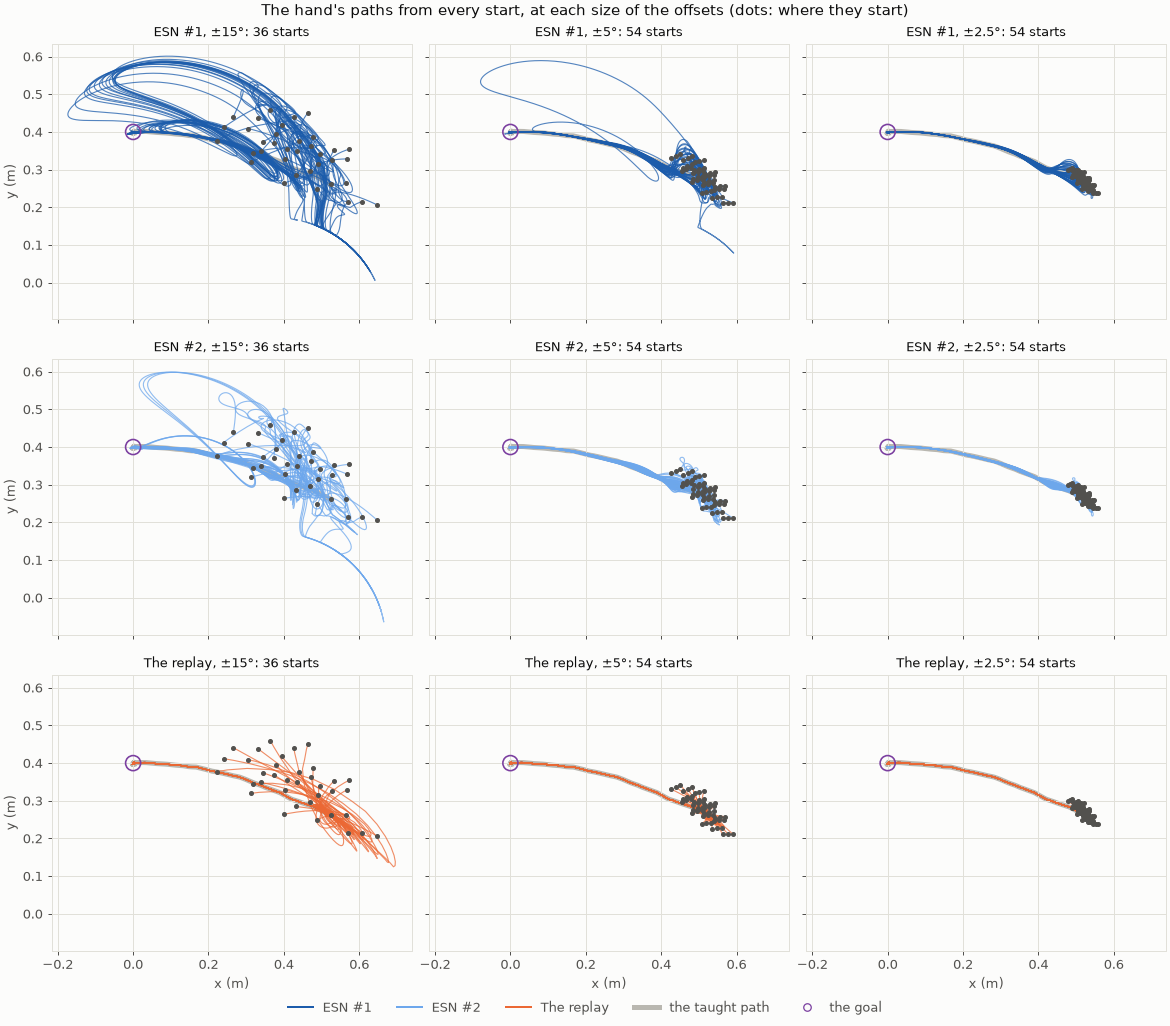 The hand's paths from every start, at each size of the offsets (dots: where they start)
ESN #1, ±15°: 36 starts
ESN #1, ±5°: 54 starts
ESN #1, ±2.5°: 54 starts
0.6
0.5
0.4
0.3
0.2
0.1
0.0
y (m)
ESN #2, ±15°: 36 starts
ESN #2, ±5°: 54 starts
ESN #2, ±2.5°: 54 starts
0.6
0.5
0.4
0.3
0.2
0.1
0.0
y (m)
The replay, ±15°: 36 starts
The replay, ±5°: 54 starts
The replay, ±2.5°: 54 starts
0.6
0.5
0.4
0.3
0.2
0.1
0.0
y (m)
−0.2 0.0 0.2 0.4 0.6
−0.2 0.0 0.2 0.4 0.6
−0.2 0.0 0.2 0.4 0.6
x (m)
x (m)
x (m)
ESN #1 ESN #2 The replay the taught path the goal